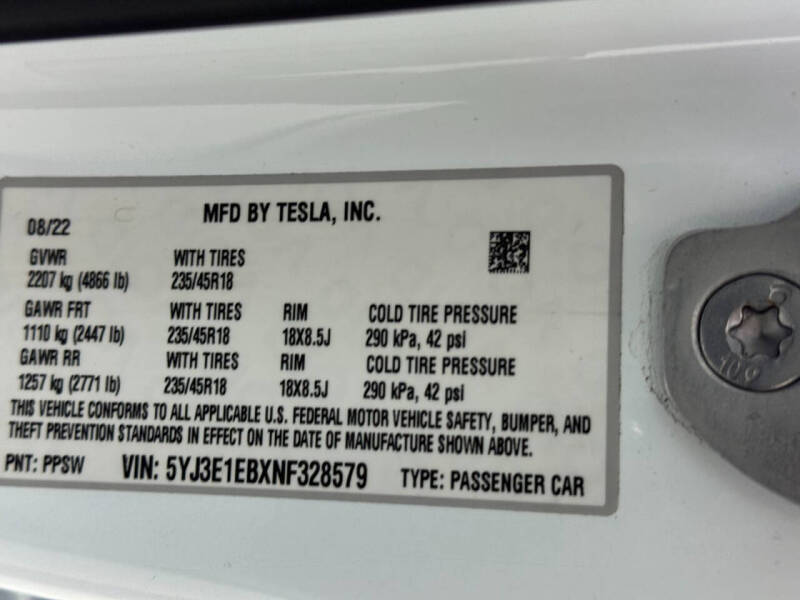 MFD BY TESLA, INC.
08/22
GVWR WITH TIRES
2207 kg (4866 lb) 235/45R18
GAWR FRT WITH TIRES RIM COLD TIRE PRESSURE
1110 kg (2447 lb) 235/45R18 18X8.5J 290 kPa, 42 psi
GAWR RR WITH TIRES RIM COLD TIRE PRESSURE
1257 kg (2771 lb) 235/45R18 18X8.5J 290 kPa, 42 psi
THIS VEHICLE CONFORMS TO ALL APPLICABLE U.S. FEDERAL MOTOR VEHICLE SAFETY, BUMPER, AND
THEFT PREVENTION STANDARDS IN EFFECT ON THE DATE OF MANUFACTURE SHOWN ABOVE.
PNT: PPSW VIN: 5YJ3E1EBXNF328579 TYPE: PASSENGER CAR